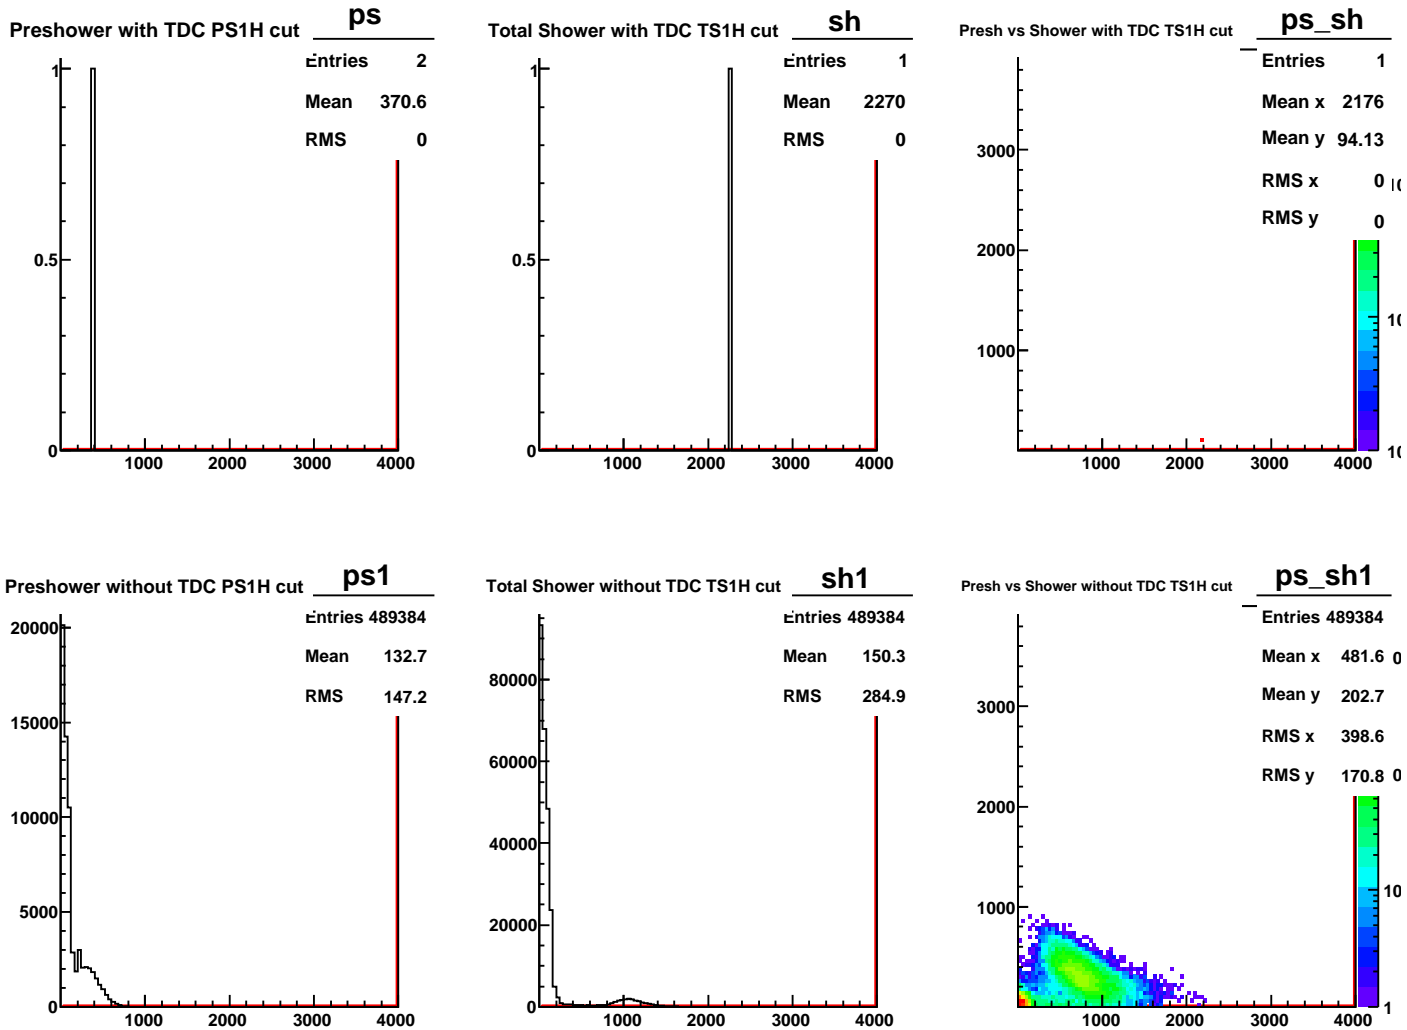 Preshower with TDC PS1H cut
ps
Entries 2
Mean 370.6
RMS 0
1
0.5
0
1000 2000 3000 4000
Total Shower with TDC TS1H cut
sh
Entries 1
Mean 2270
RMS 0
1
0.5
0
1000 2000 3000 4000
Presh vs Shower with TDC TS1H cut
ps_sh
Entries 1
Mean x 2176
Mean y 94.13
RMS x 0
RMS y 0
3000
2000
1000
1000 2000 3000 4000
10
10
Preshower without TDC PS1H cut
ps1
Entries 489384
Mean 132.7
RMS 147.2
20000
15000
10000
5000
0
1000 2000 3000 4000
Total Shower without TDC TS1H cut
sh1
Entries 489384
Mean 150.3
RMS 284.9
80000
60000
40000
20000
0
1000 2000 3000 4000
Presh vs Shower without TDC TS1H cut
ps_sh1
Entries 489384
Mean x 481.6
Mean y 202.7
RMS x 398.6
RMS y 170.8
3000
2000
1000
1000 2000 3000 4000
0
0
10
1